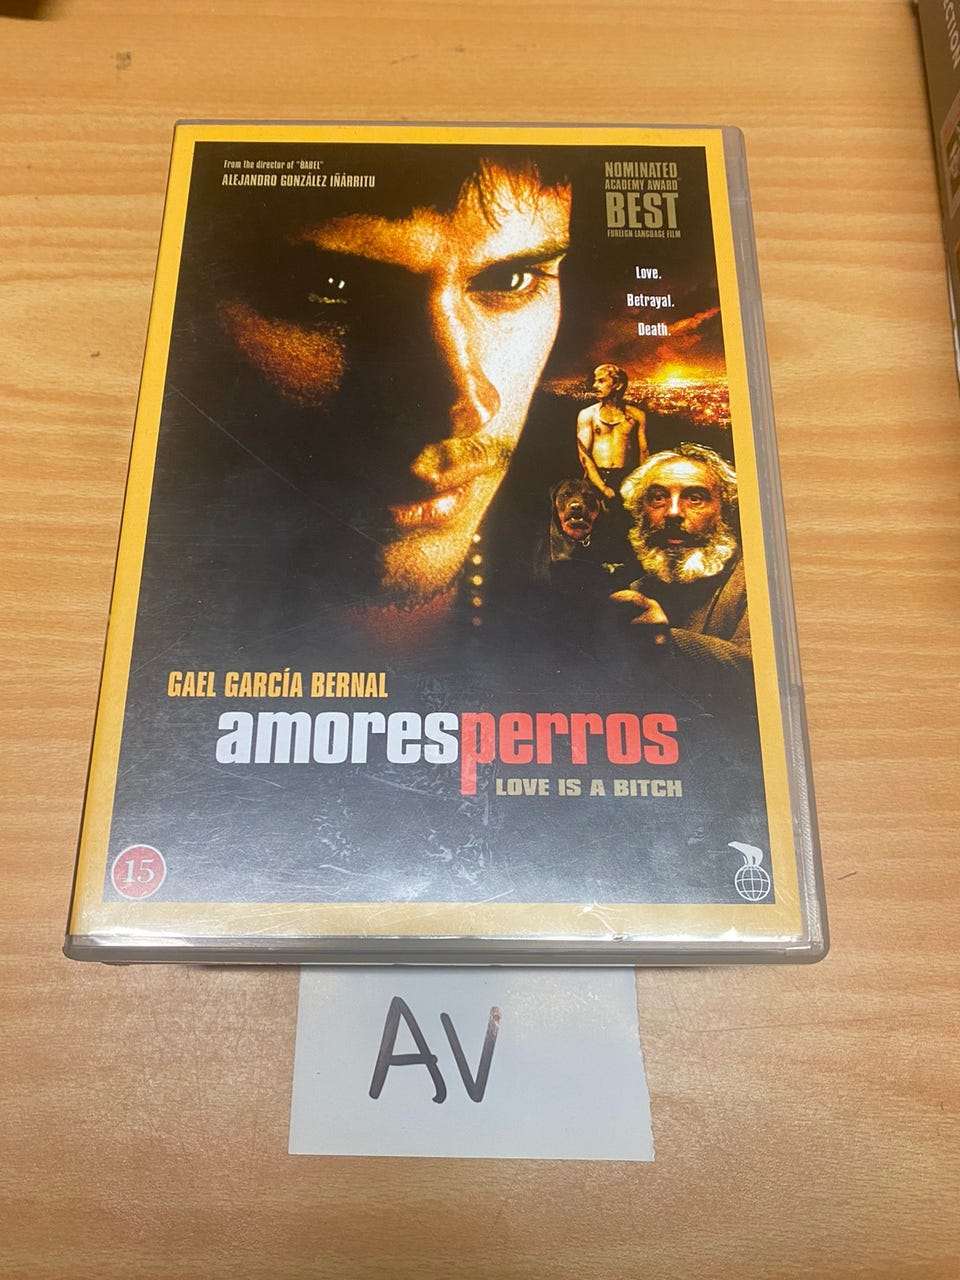 From the director of "BABEL"
ALEJANDRO GONZÁLEZ IÑÁRRITU
NOMINATED
ACADEMY AWARD
BEST
FOREIGN LANGUAGE FILM
Love.
Betrayal.
Death.
GAEL GARCÍA BERNAL
amoresperros
LOVE IS A BITCH
15
AV